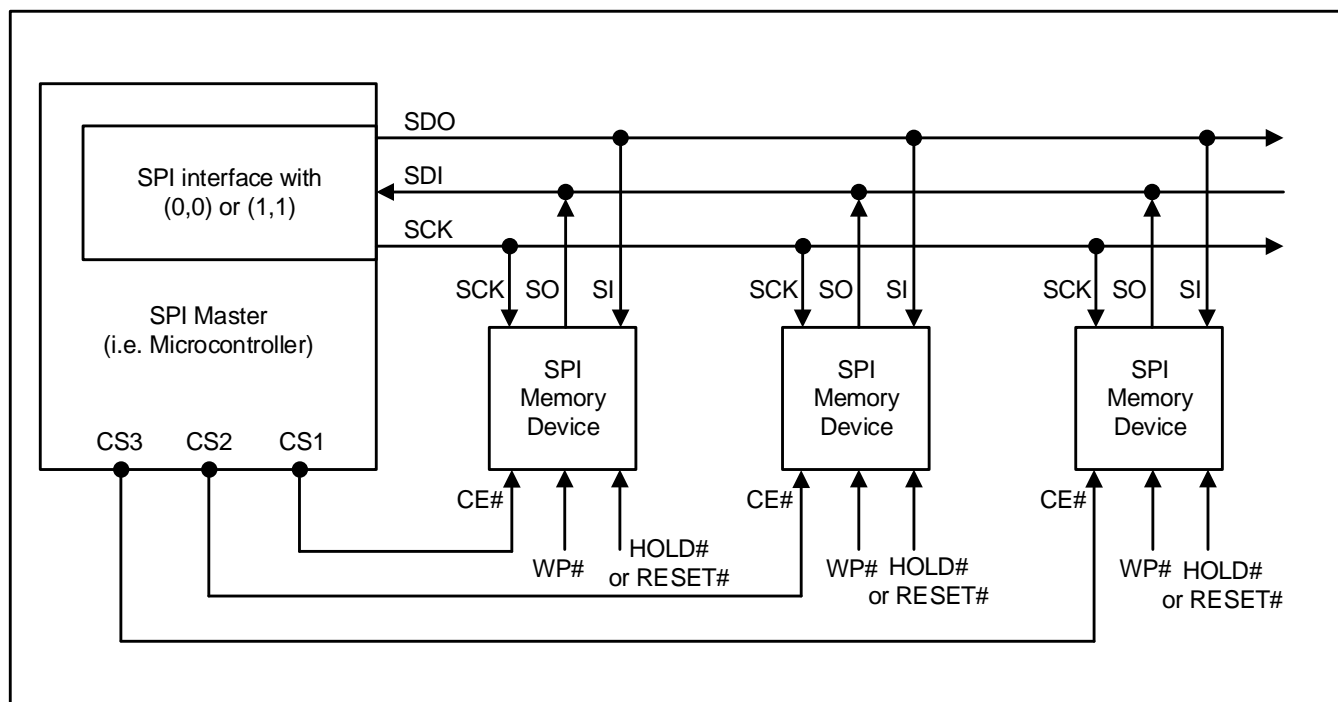 SDO
SPI interface with
(0,0) or (1,1)
SDI
SCK
SPI Master
(i.e. Microcontroller)
CS3 CS2 CS1
SCK SO SI
SPI
Memory
Device
CE#
WP#
HOLD#
or RESET#
SCK SO SI
SPI
Memory
Device
CE#
WP#
HOLD#
or RESET#
SCK SO SI
SPI
Memory
Device
CE#
WP#
HOLD#
or RESET#